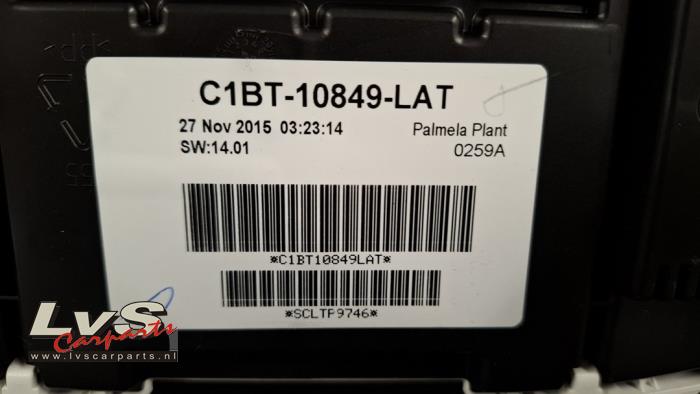 C1BT-10849-LAT
27 Nov 2015 03:23:14 Palmela Plant
SW:14.01 0259A
*C1BT10849LAT*
*SCLTP9746*
LvS
Carparts
www.lvscarparts.nl